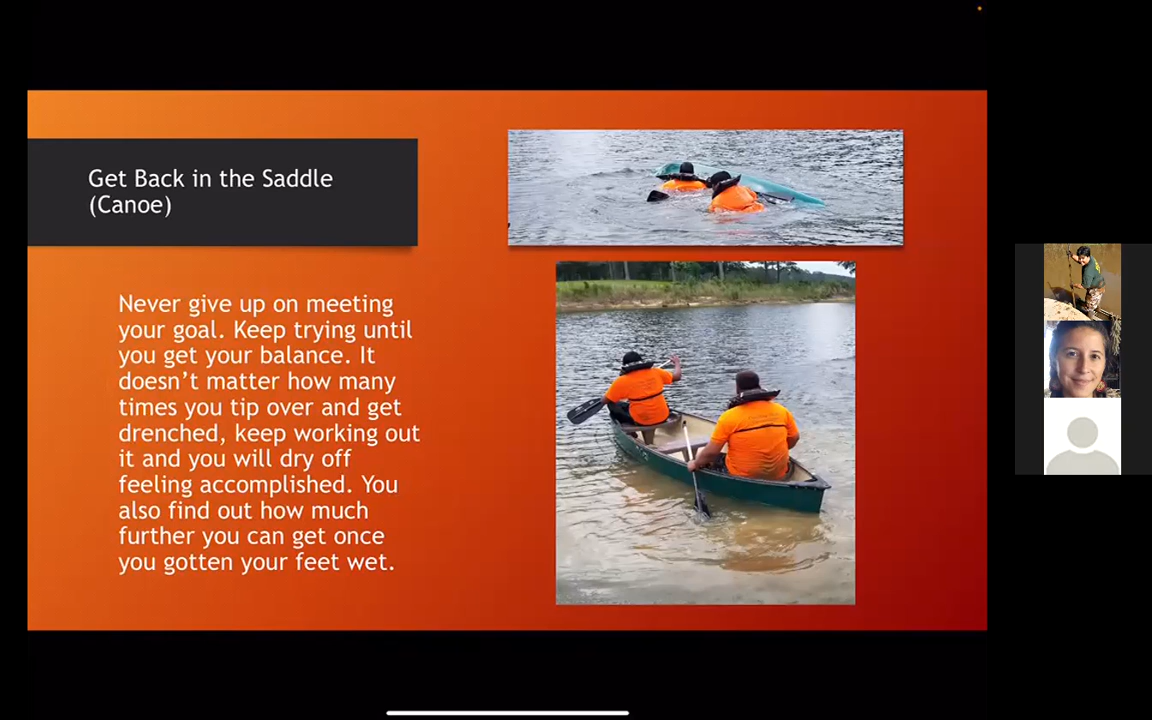 Get Back in the Saddle
(Canoe)
Never give up on meeting
your goal. Keep trying until
you get your balance. It
doesn’t matter how many
times you tip over and get
drenched, keep working out
it and you will dry off
feeling accomplished. You
also find out how much
further you can get once
you gotten your feet wet.